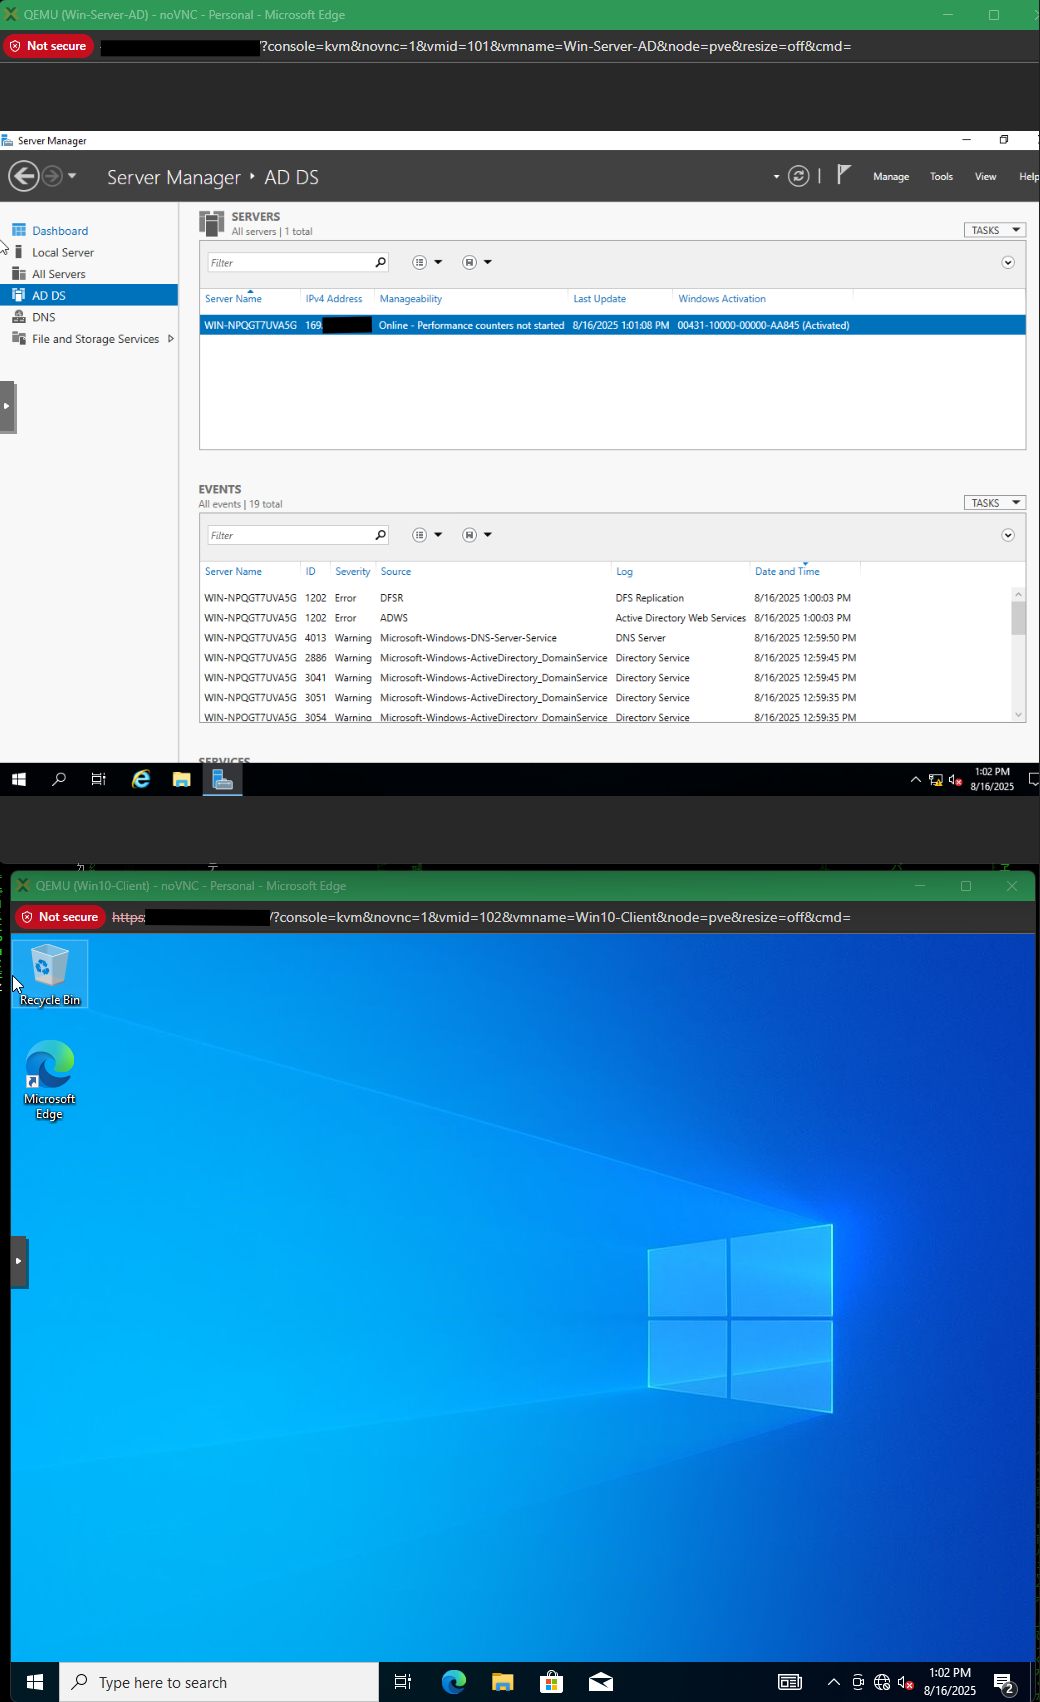 QEMU (Win-Server-AD) - noVNC - Personal - Microsoft Edge
Not secure /?console=kvm&novnc=1&vmid=101&vmname=Win-Server-AD&node=pve&resize=off&cmd=
Server Manager
Server Manager AD DS
Manage Tools View Help
Dashboard
Local Server
All Servers
AD DS
DNS
File and Storage Services
SERVERS
All servers | 1 total
TASKS
Filter
Server Name IPv4 Address Manageability Last Update Windows Activation
WIN-NPQGT7UVA5G 169. Online - Performance counters not started 8/16/2025 1:01:08 PM 00431-10000-00000-AA845 (Activated)
EVENTS
All events | 19 total
TASKS
Filter
Server Name ID Severity Source Log Date and Time
WIN-NPQGT7UVA5G 1202 Error DFSR DFS Replication 8/16/2025 1:00:03 PM
WIN-NPQGT7UVA5G 1202 Error ADWS Active Directory Web Services 8/16/2025 1:00:03 PM
WIN-NPQGT7UVA5G 4013 Warning Microsoft-Windows-DNS-Server-Service DNS Server 8/16/2025 12:59:50 PM
WIN-NPQGT7UVA5G 2886 Warning Microsoft-Windows-ActiveDirectory_DomainService Directory Service 8/16/2025 12:59:45 PM
WIN-NPQGT7UVA5G 3041 Warning Microsoft-Windows-ActiveDirectory_DomainService Directory Service 8/16/2025 12:59:45 PM
WIN-NPQGT7UVA5G 3051 Warning Microsoft-Windows-ActiveDirectory_DomainService Directory Service 8/16/2025 12:59:35 PM
WIN-NPQGT7UVA5G 3054 Warning Microsoft-Windows-ActiveDirectory_DomainService Directory Service 8/16/2025 12:59:35 PM
SERVICES
1:02 PM
8/16/2025
QEMU (Win10-Client) - noVNC - Personal - Microsoft Edge
Not secure https: /?console=kvm&novnc=1&vmid=102&vmname=Win10-Client&node=pve&resize=off&cmd=
Recycle Bin
Microsoft
Edge
Type here to search
1:02 PM
8/16/2025
2